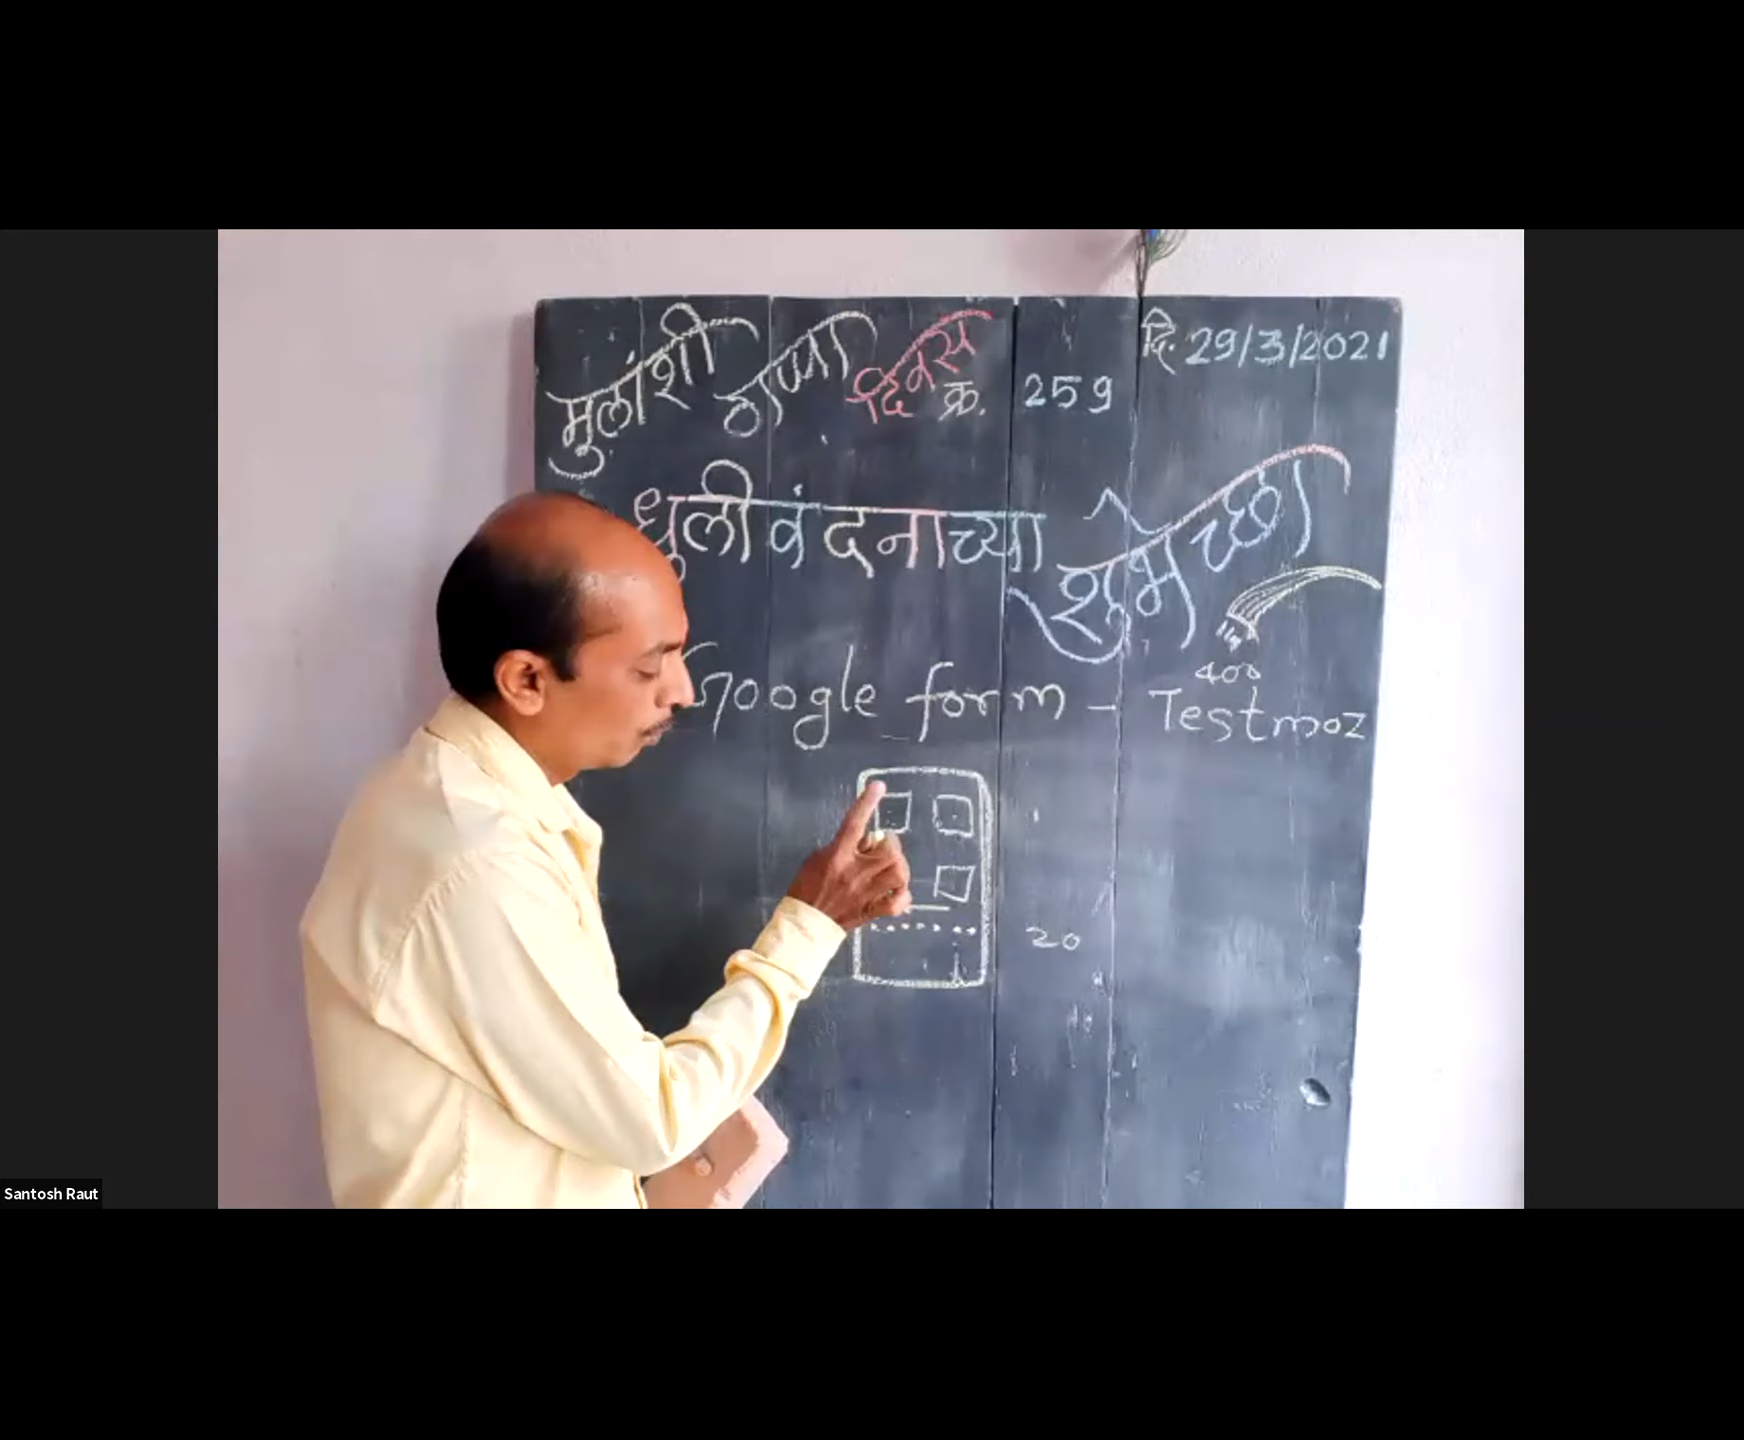 मुलांशी गप्पा दिवस क्र. 259
दि. 29/3/2021
धुलीवंदनाच्या शुभेच्छा
Google form - Testmoz
400
20
Santosh Raut